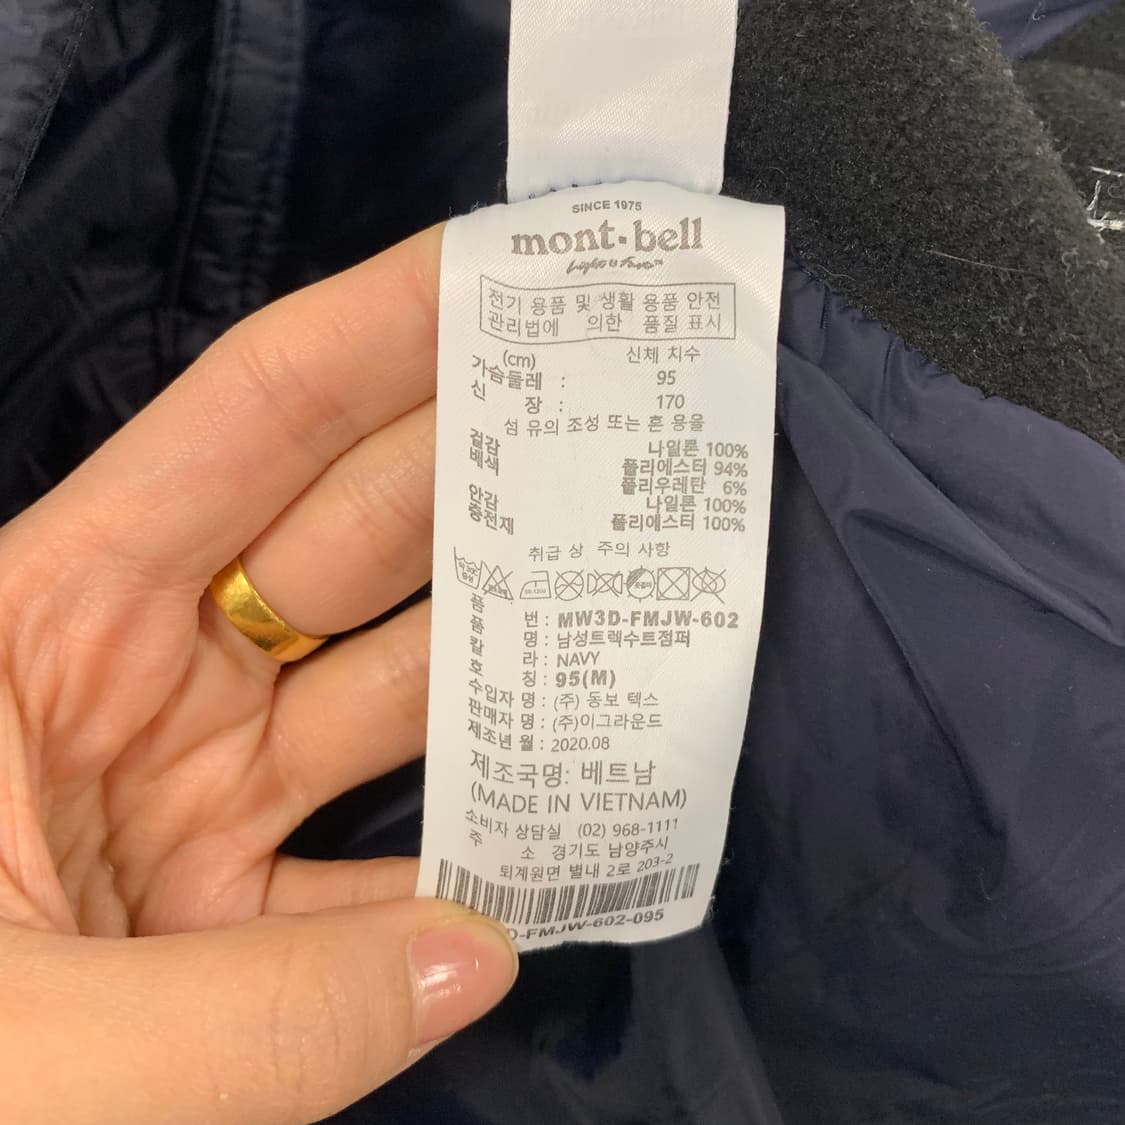 SINCE 1975
mont-bell
Light & Fast™
전기 용품 및 생활 용품 안전
관리법에 의한 품질 표시
(cm) 신체 치수
가슴둘레 : 95
신 장 : 170
섬 유의 조성 또는 혼 용율
겉감 나일론 100%
배색 폴리에스터 94%
폴리우레탄 6%
안감 나일론 100%
충전재 폴리에스터 100%
취급 상 주의 사항
품 번 : MW3D-FMJW-602
품 명 : 남성트렉수트점퍼
칼 라 : NAVY
호 칭 : 95(M)
수입자 명 : (주) 동보 텍스
판매자 명 : (주)이그라운드
제조년 월 : 2020.08
제조국명: 베트남
(MADE IN VIETNAM)
소비자 상담실 (02) 968-1111
주 소 경기도 남양주시
퇴계원면 별내 2로 203-2
D-FMJW-602-095